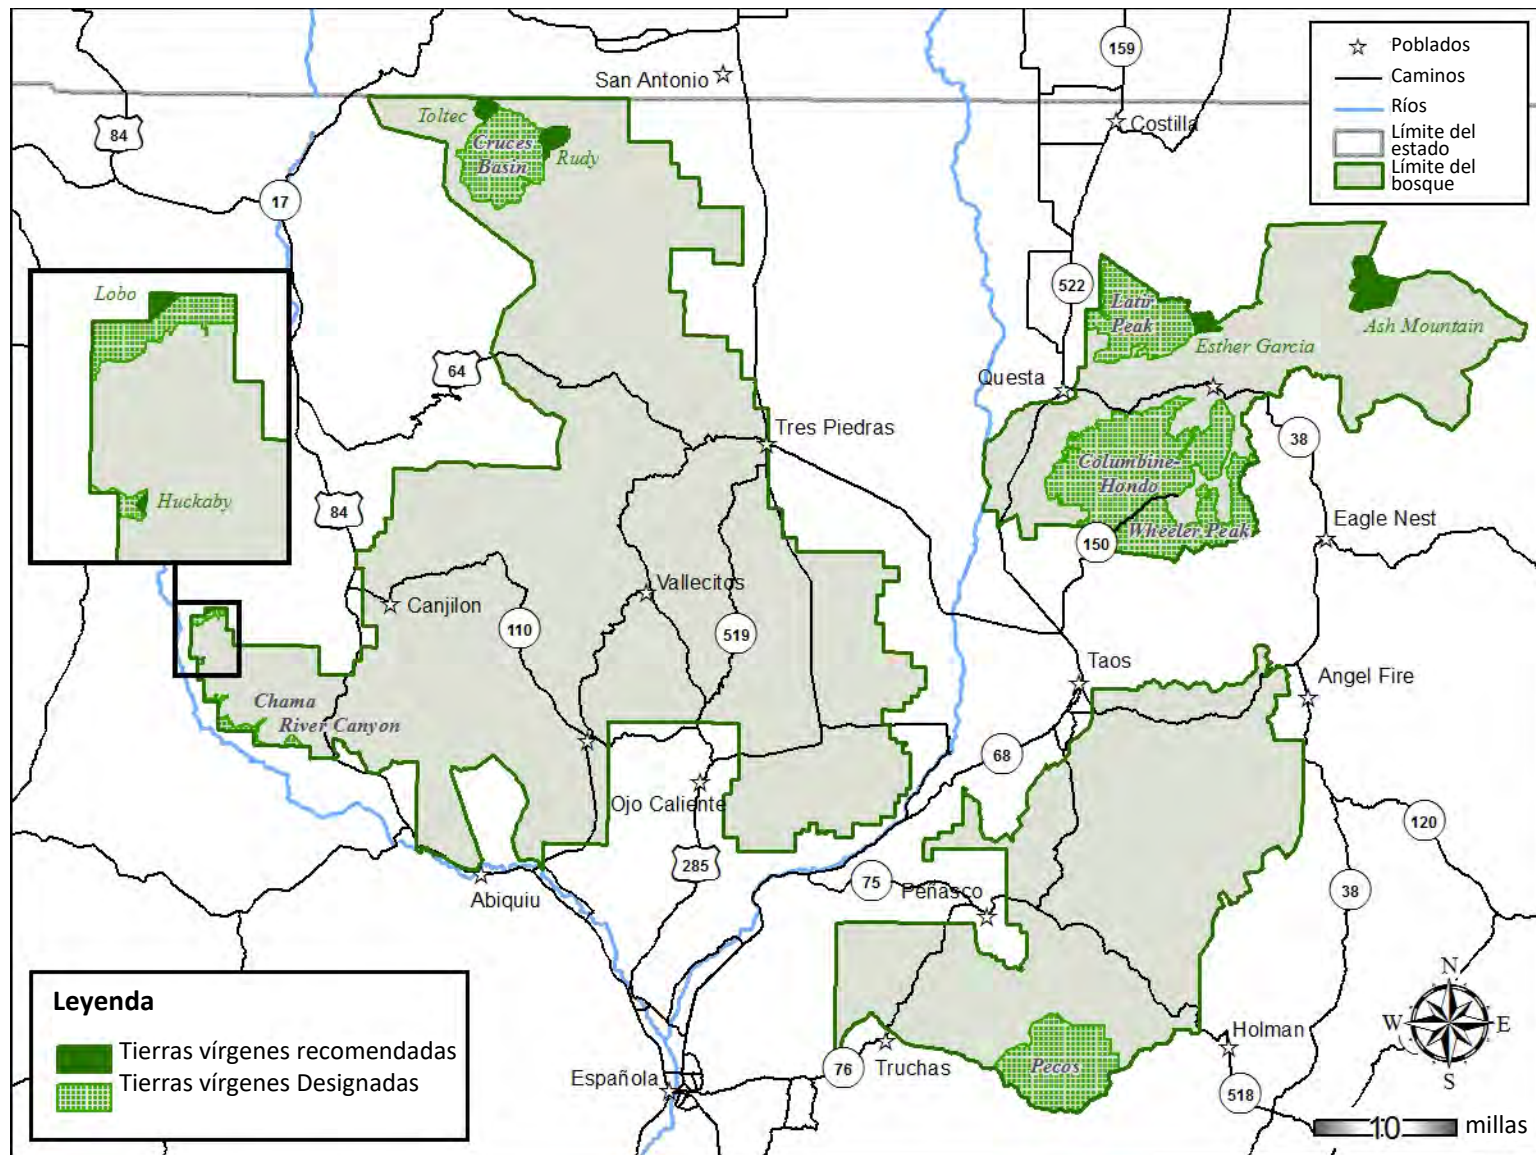 San Antonio
159
Poblados
Caminos
Ríos
Límite del
estado
Límite del
bosque
Costilla
84
Toltec
Cruces
Basin
Rudy
17
Lobo
522
Latir
Peak
Esther Garcia
Ash Mountain
64
Questa
Tres Piedras
38
Columbine-
Hondo
Huckaby
84
Eagle Nest
Wheeler Peak
150
Vallecitos
Canjilon
110
519
Taos
Angel Fire
Chama
River Canyon
68
Ojo Caliente
120
285
75
Peñasco
38
Abiquiu
Leyenda
Tierras vírgenes recomendadas
Tierras vírgenes Designadas
N
W
E
S
Holman
Española
76
Truchas
Pecos
518
10
millas